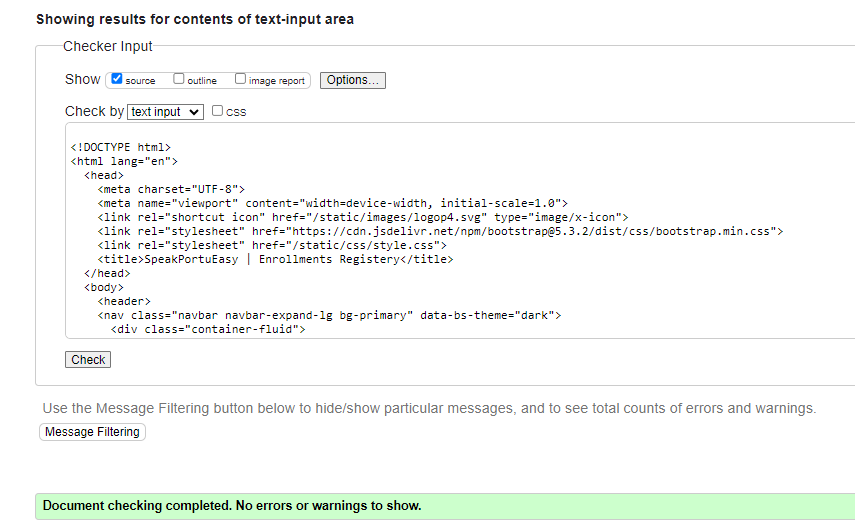 Showing results for contents of text-input area
Checker Input
Show source outline image report Options...
Check by text input css
<!DOCTYPE html>
<html lang="en">
<head>
<meta charset="UTF-8">
<meta name="viewport" content="width=device-width, initial-scale=1.0">
<link rel="shortcut icon" href="/static/images/logop4.svg" type="image/x-icon">
<link rel="stylesheet" href="https://cdn.jsdelivr.net/npm/bootstrap@5.3.2/dist/css/bootstrap.min.css">
<link rel="stylesheet" href="/static/css/style.css">
<title>SpeakPortuEasy | Enrollments Registery</title>
</head>
<body>
<header>
<nav class="navbar navbar-expand-lg bg-primary" data-bs-theme="dark">
<div class="container-fluid">
Check
Use the Message Filtering button below to hide/show particular messages, and to see total counts of errors and warnings.
Message Filtering
Document checking completed. No errors or warnings to show.